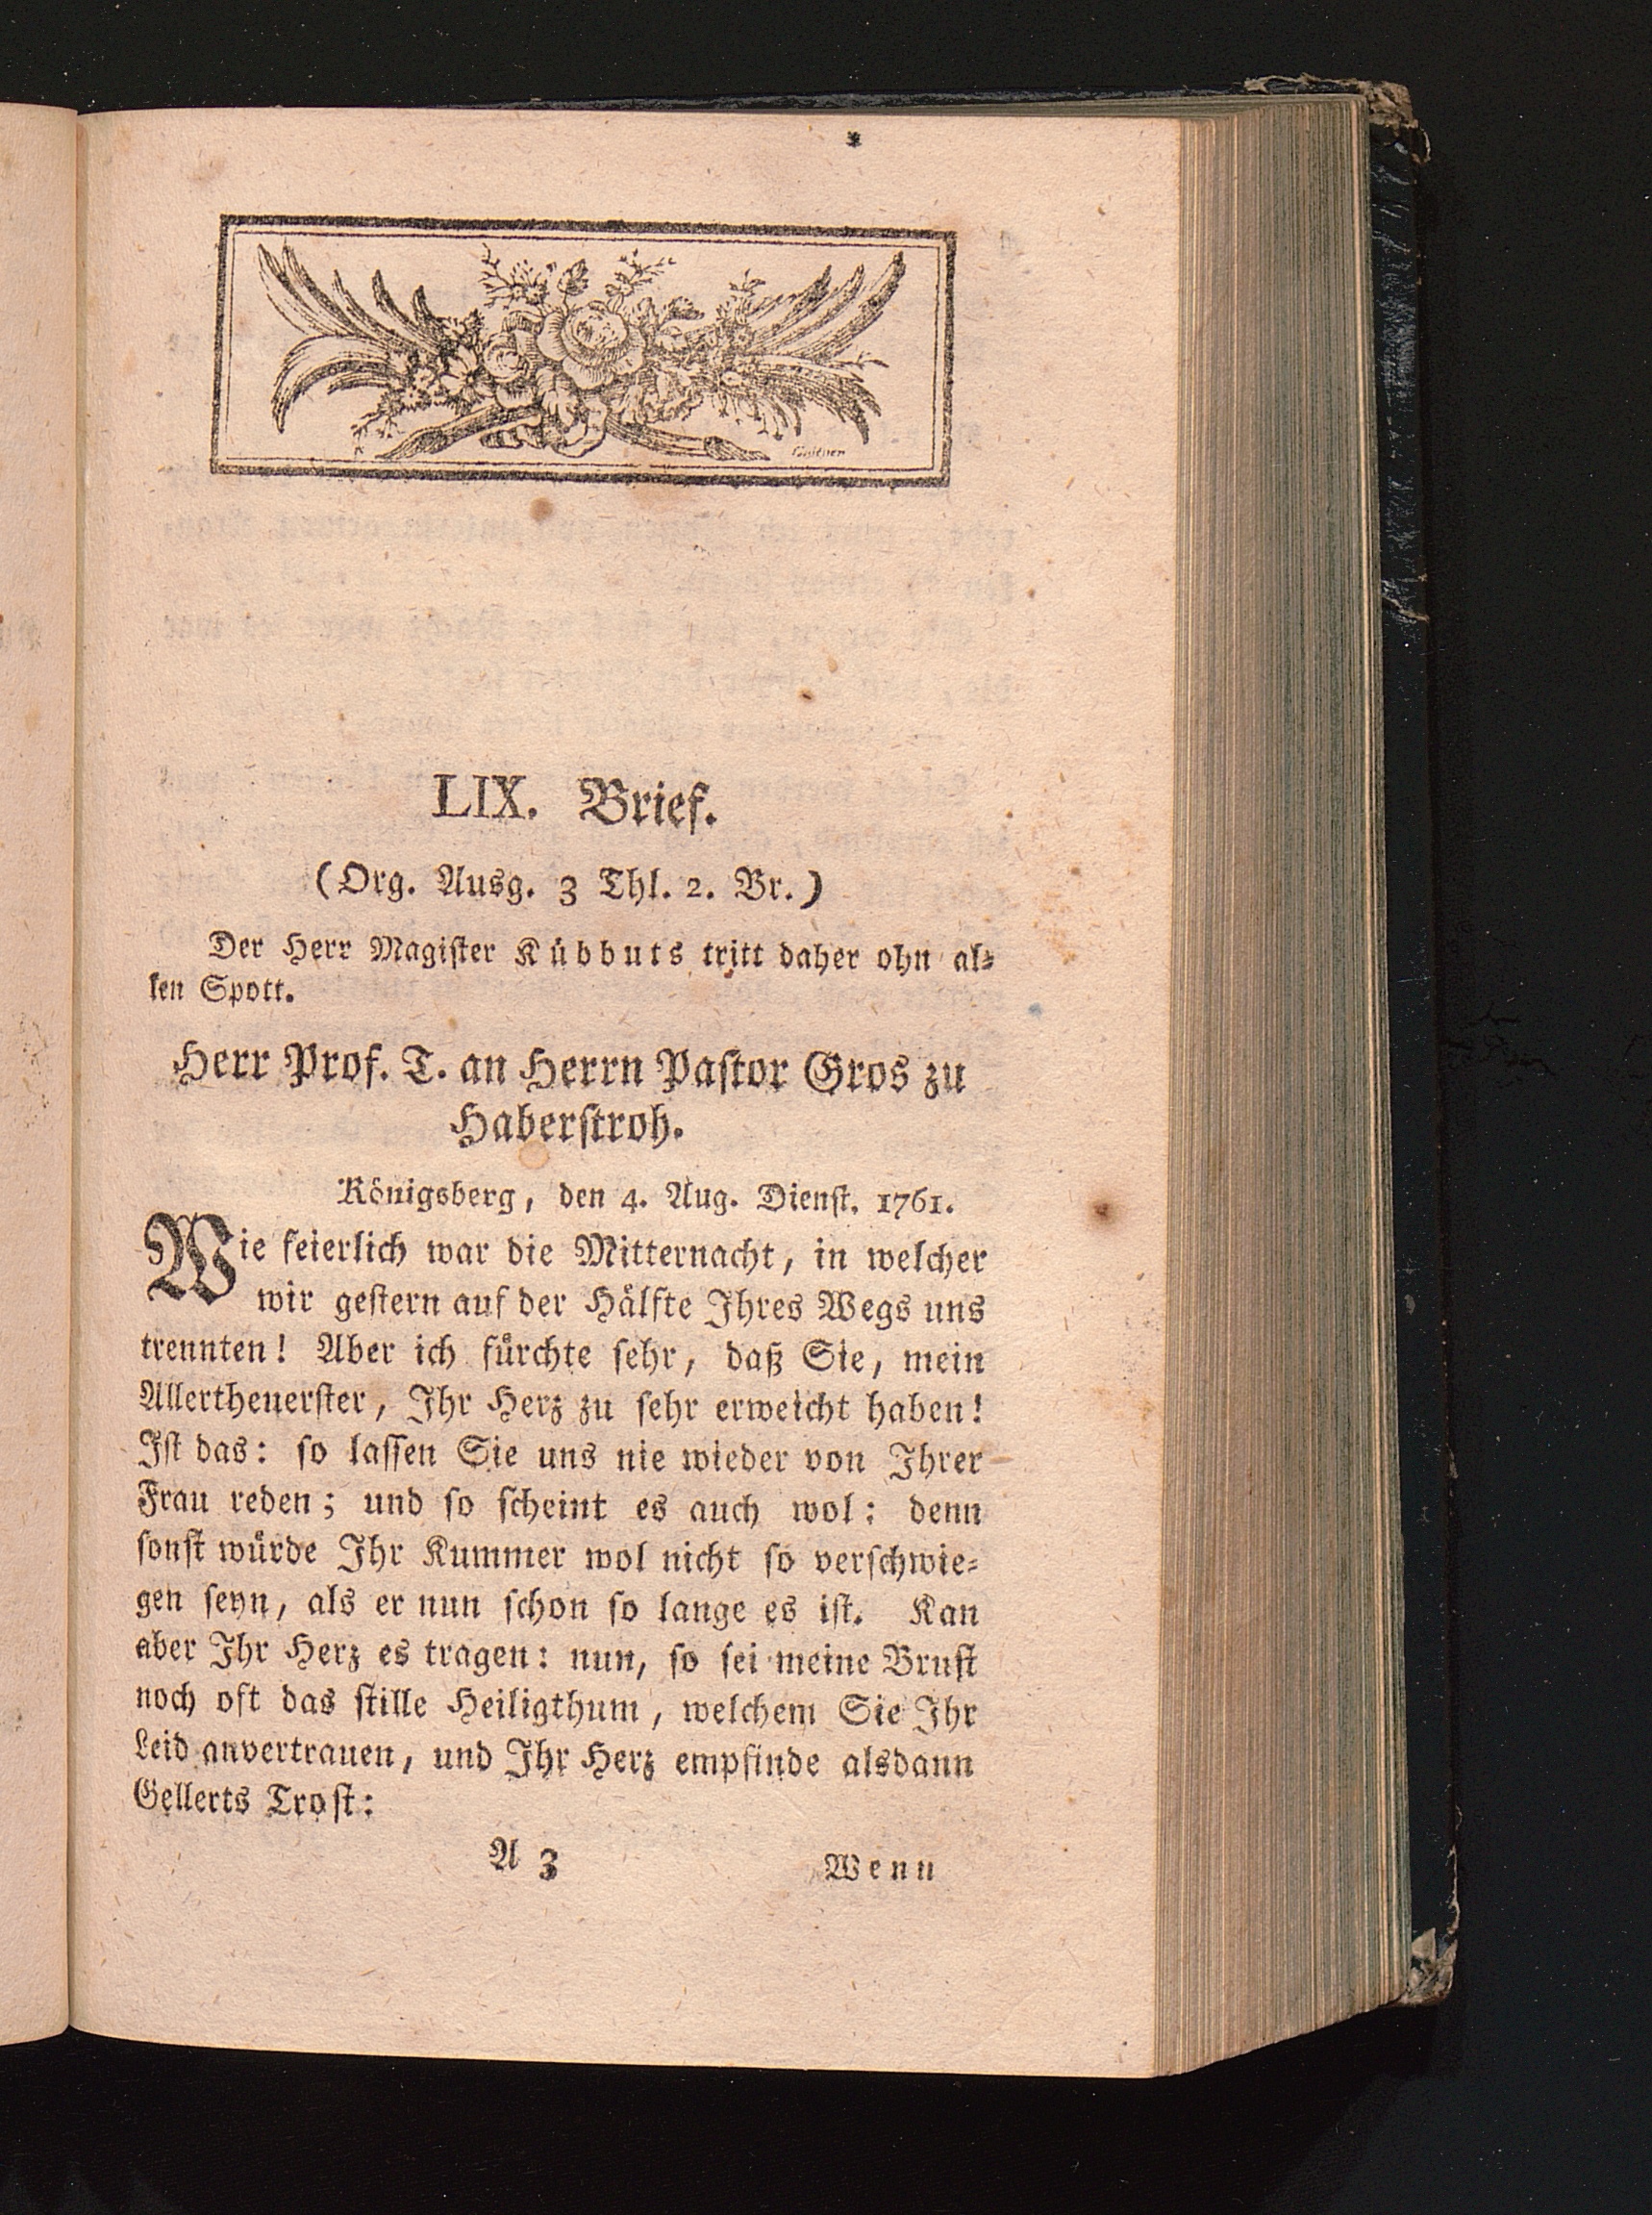 LIX. Brief.
(Org. Ausg. 3 Thl. 2. Br.)
Der Herr Magiſter Kübbuts tritt daher ohn al⸗
len Spott.
Herr Prof. T. an Herrn Paſtor Gros zu
Haberſtroh.
Königsberg, den 4. Aug. Dienſt. 1761.
Wie feierlich war die Mitternacht, in welcher
wir geſtern auf der Hälfte Ihres Wegs uns
trennten! Aber ich fürchte ſehr, daß Sie, mein
Allertheuerſter, Ihr Herz zu ſehr erweicht haben!
Iſt das: ſo laſſen Sie uns nie wieder von Ihrer
Frau reden; und ſo ſcheint es auch wol: denn
ſonſt würde Ihr Kummer wol nicht ſo verſchwie⸗
gen ſeyn, als er nun ſchon ſo lange es iſt. Kan
aber Ihr Herz es tragen: nun, ſo ſei meine Bruſt
noch oft das ſtille Heiligthum, welchem Sie Ihr
Leid anvertrauen, und Ihr Herz empfinde alsdann
Gellerts Troſt:
A 3 Wenn